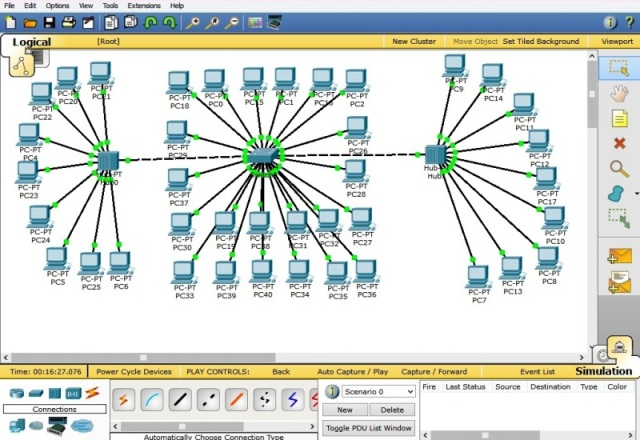 File Edit Options View Tools Extensions Help
Logical [Root] New Cluster Move Object Set Tiled Background Viewport
PC-PT
PC9
PC-PT
PC20
PC-PT
PC-PT
PC14
PC-PT
PC22
PC-PT
PC18
PC-PT
PC0
PC-PT
PC-PT
PC1
PC-PT
PC-PT
PC2
PC-PT
PC11
PC-PT
PC4
PC-PT
PC29
PC-PT
PC26
PC-PT
PC12
PC-PT
PC23
Hub-PT
PC-PT
PC37
PC-PT
PC28
PC-PT
PC17
PC-PT
PC24
PC-PT
PC30
PC-PT
PC19
PC-PT
PC-PT
PC31
PC-PT
PC32
PC-PT
PC27
PC-PT
PC10
PC-PT
PC5
PC-PT
PC25
PC-PT
PC6
PC-PT
PC33
PC-PT
PC39
PC-PT
PC40
PC-PT
PC34
PC-PT
PC35
PC-PT
PC36
PC-PT
PC7
PC-PT
PC13
PC-PT
PC8
Time: 00:16:27.076 Power Cycle Devices PLAY CONTROLS: Back Auto Capture / Play Capture / Forward Event List Simulation
Connections
Automatically Choose Connection Type
Scenario 0
New Delete
Toggle PDU List Window
Fire Last Status Source Destination Type Color